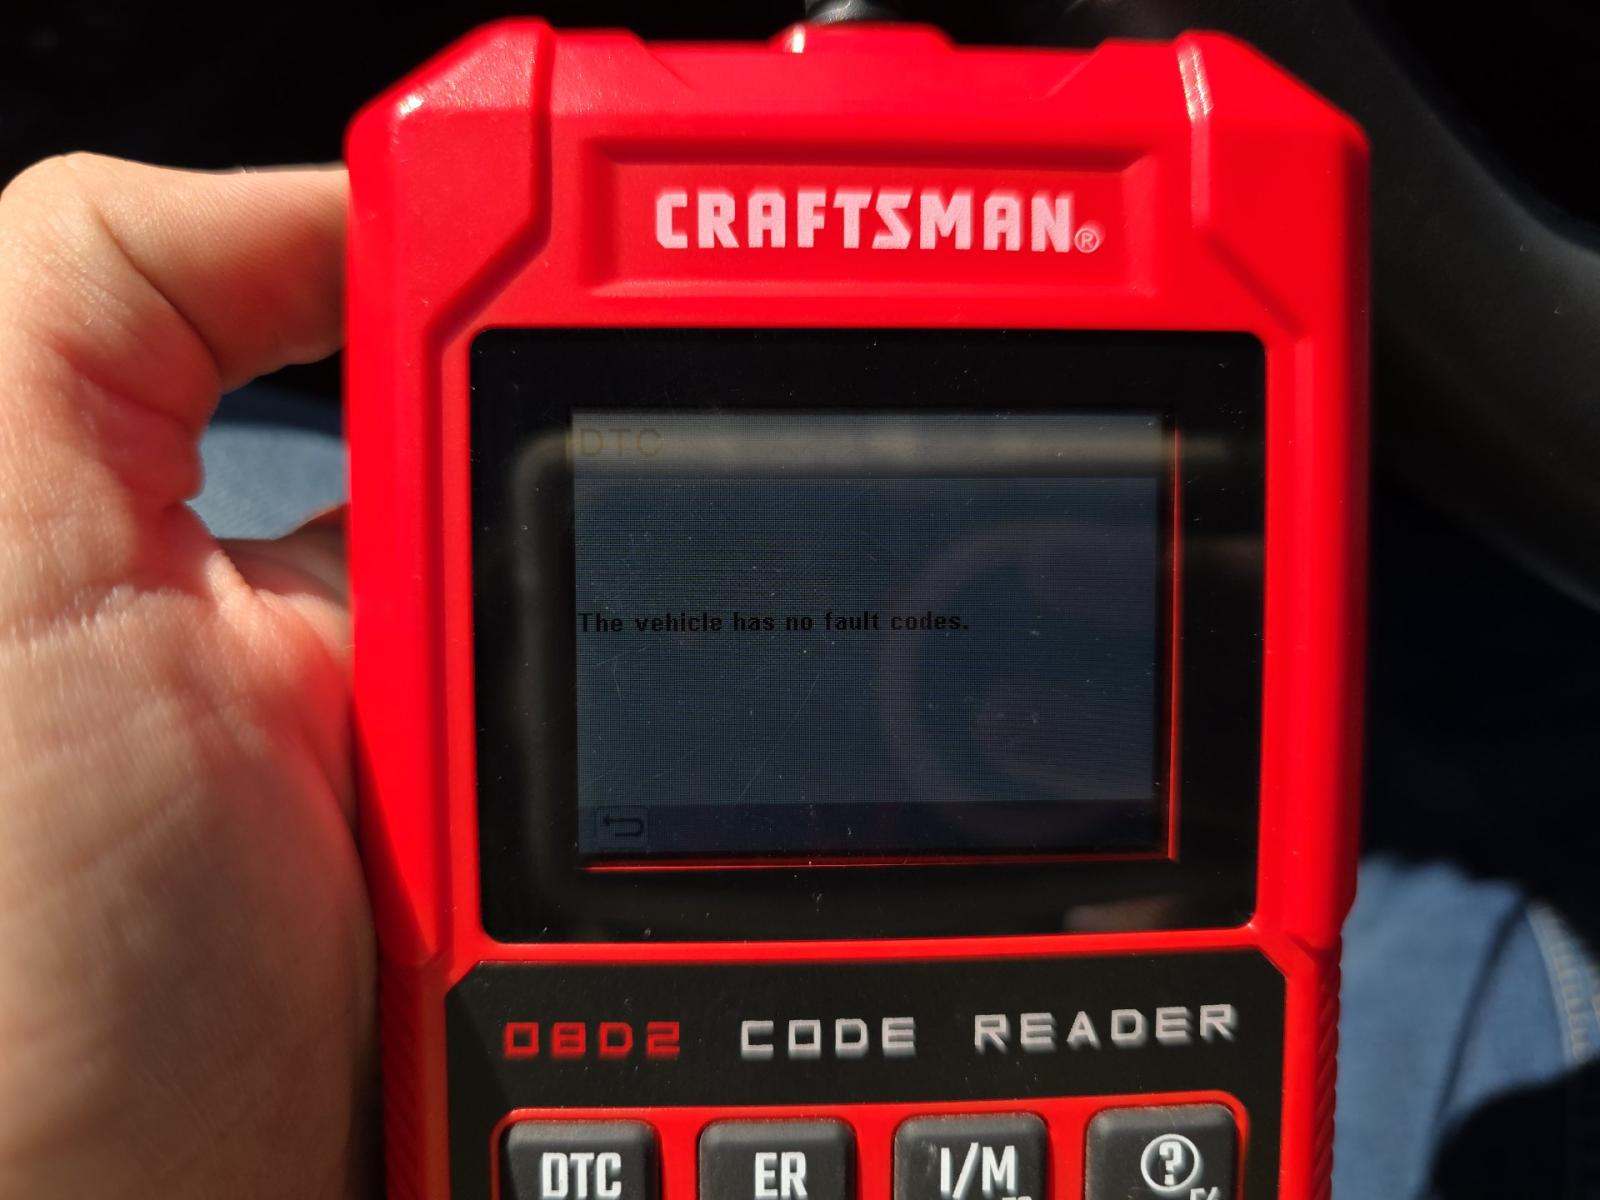 CRAFTSMAN®
DTC
The vehicle has no fault codes.
OBD2 CODE READER
DTC ER I/M ?